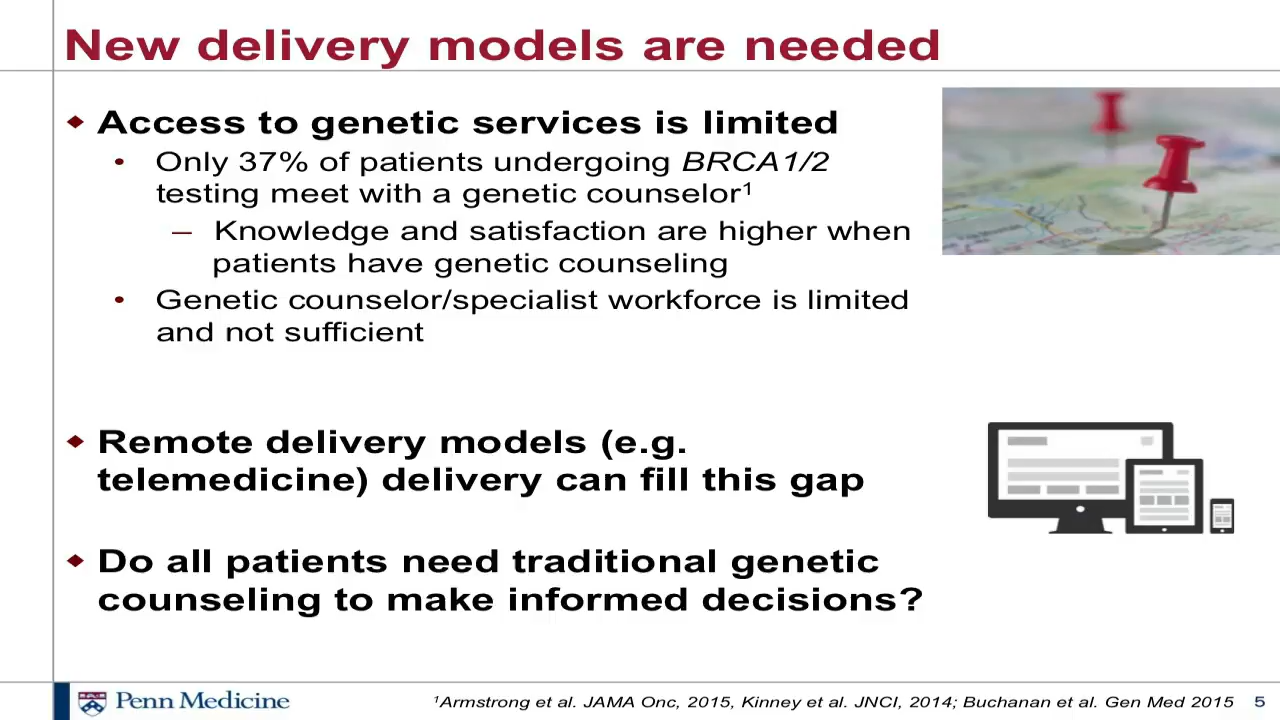 New delivery models are needed
Access to genetic services is limited
• Only 37% of patients undergoing BRCA1/2
testing meet with a genetic counselor¹
– Knowledge and satisfaction are higher when
patients have genetic counseling
• Genetic counselor/specialist workforce is limited
and not sufficient
Remote delivery models (e.g.
telemedicine) delivery can fill this gap
Do all patients need traditional genetic
counseling to make informed decisions?
Penn Medicine
¹Armstrong et al. JAMA Onc, 2015, Kinney et al. JNCI, 2014; Buchanan et al. Gen Med 2015
5